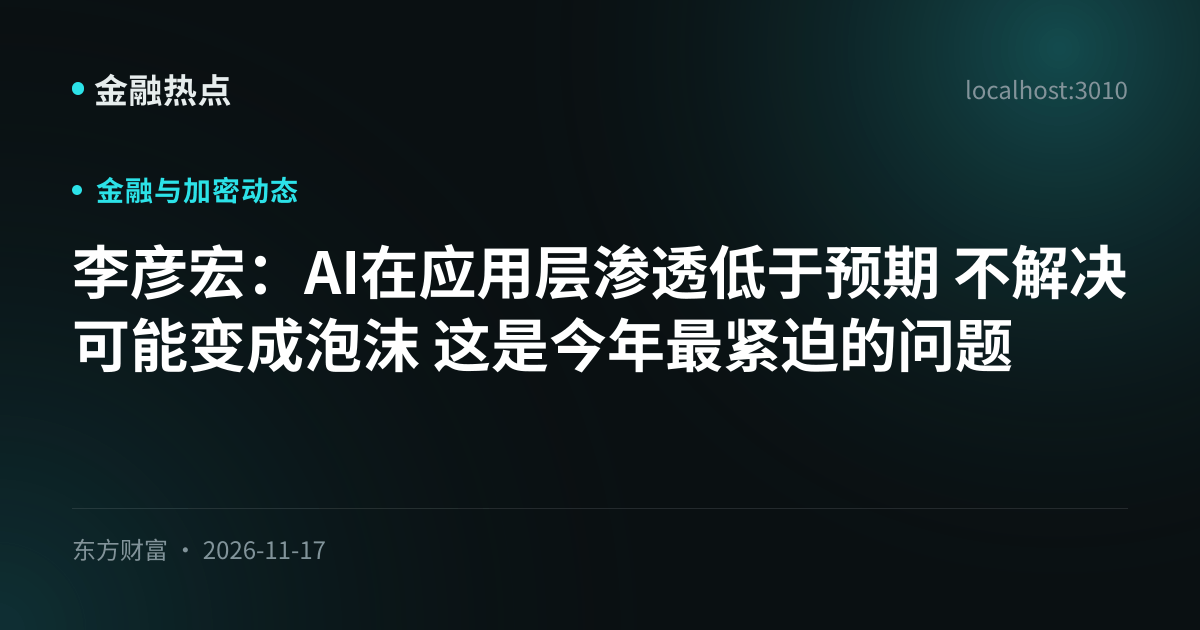 金融热点
localhost:3010
金融与加密动态
李彦宏：AI在应用层渗透低于预期 不解决
可能变成泡沫 这是今年最紧迫的问题
东方财富 • 2026-11-17